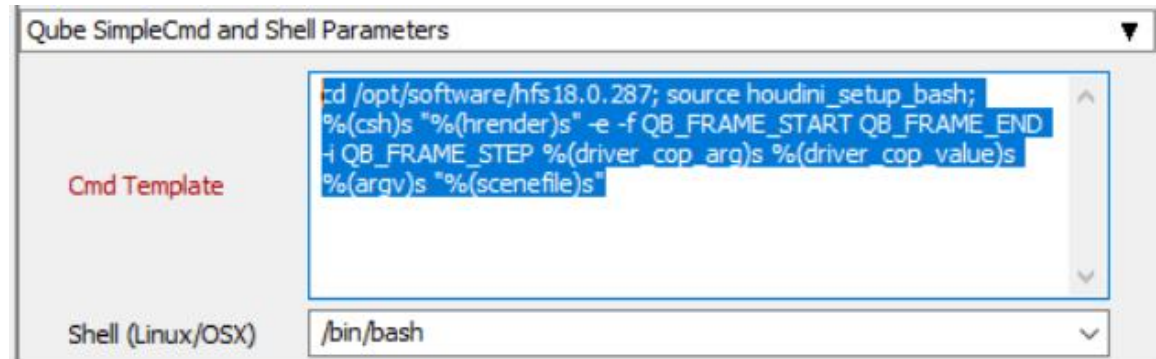 Qube SimpleCmd and Shell Parameters
cd /opt/software/hfs18.0.287; source houdini_setup_bash;
%(csh)s "%(hrender)s" -e -f QB_FRAME_START QB_FRAME_END
-i QB_FRAME_STEP %(driver_cop_arg)s %(driver_cop_value)s
%(argv)s "%(scenefile)s"
Cmd Template
Shell (Linux/OSX)
/bin/bash